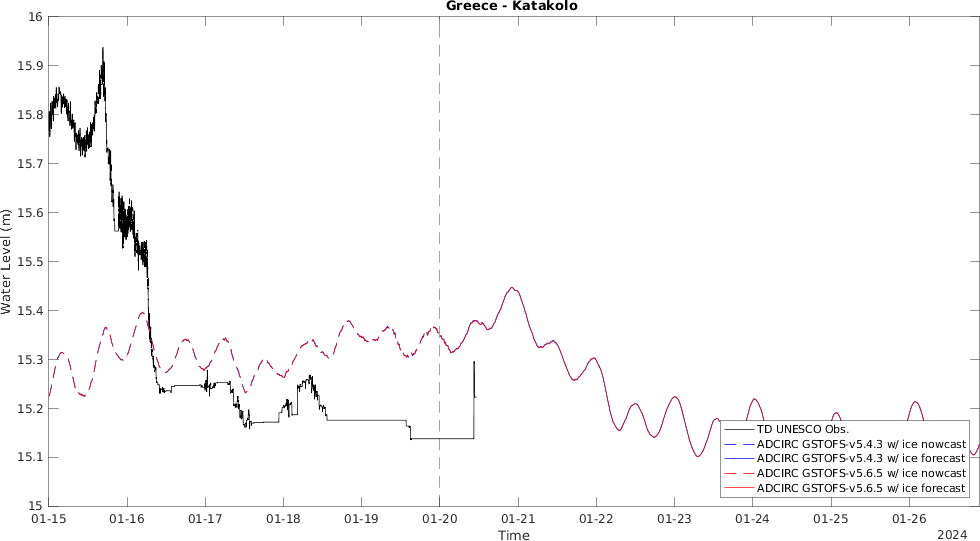 Greece - Katakolo
16
15.9
15.8
15.7
15.6
15.5
15.4
15.3
15.2
15.1
15
Water Level (m)
TD UNESCO Obs.
ADCIRC GSTOFS-v5.4.3 w/ ice nowcast
ADCIRC GSTOFS-v5.4.3 w/ ice forecast
ADCIRC GSTOFS-v5.6.5 w/ ice nowcast
ADCIRC GSTOFS-v5.6.5 w/ ice forecast
01-15 01-16 01-17 01-18 01-19 01-20 01-21 01-22 01-23 01-24 01-25 01-26
Time
2024